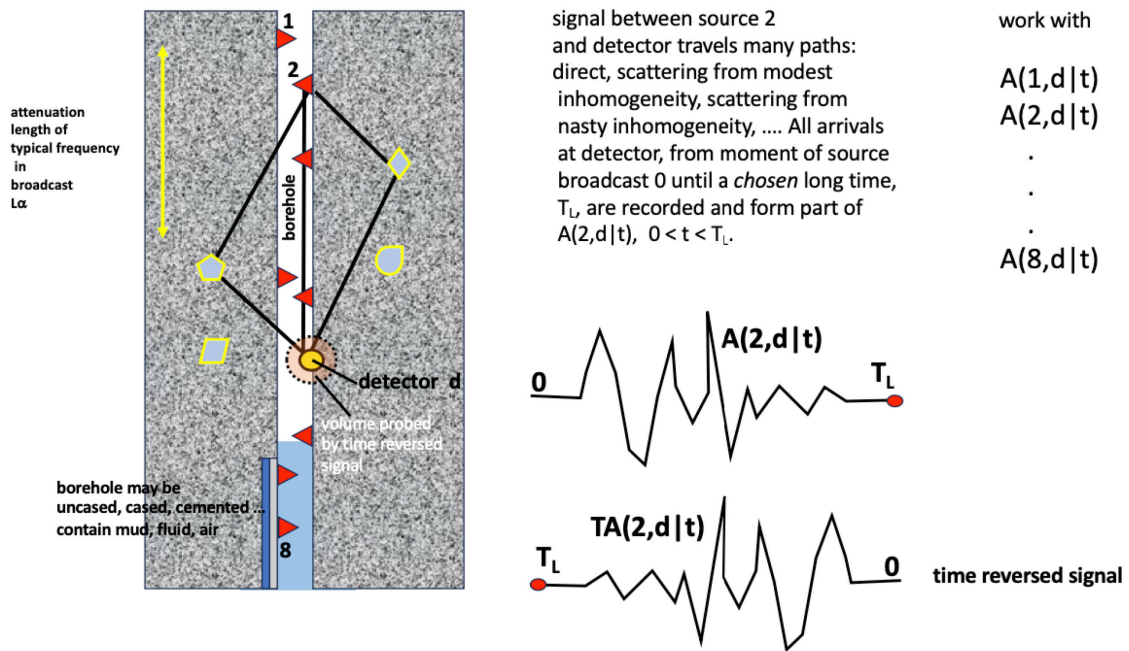 1
2
attenuation
length of
typical frequency
in
broadcast
Lα
borehole
detector d
volume probed
by time reversed
signal
borehole may be
uncased, cased, cemented ...
contain mud, fluid, air
8
signal between source 2
and detector travels many paths:
direct, scattering from modest
inhomogeneity, scattering from
nasty inhomogeneity, .... All arrivals
at detector, from moment of source
broadcast 0 until a chosen long time,
T_L, are recorded and form part of
A(2,d|t), 0 < t < T_L.
work with
A(1,d|t)
A(2,d|t)
.
.
.
A(8,d|t)
A(2,d|t)
0
T_L
TA(2,d|t)
T_L
0
time reversed signal